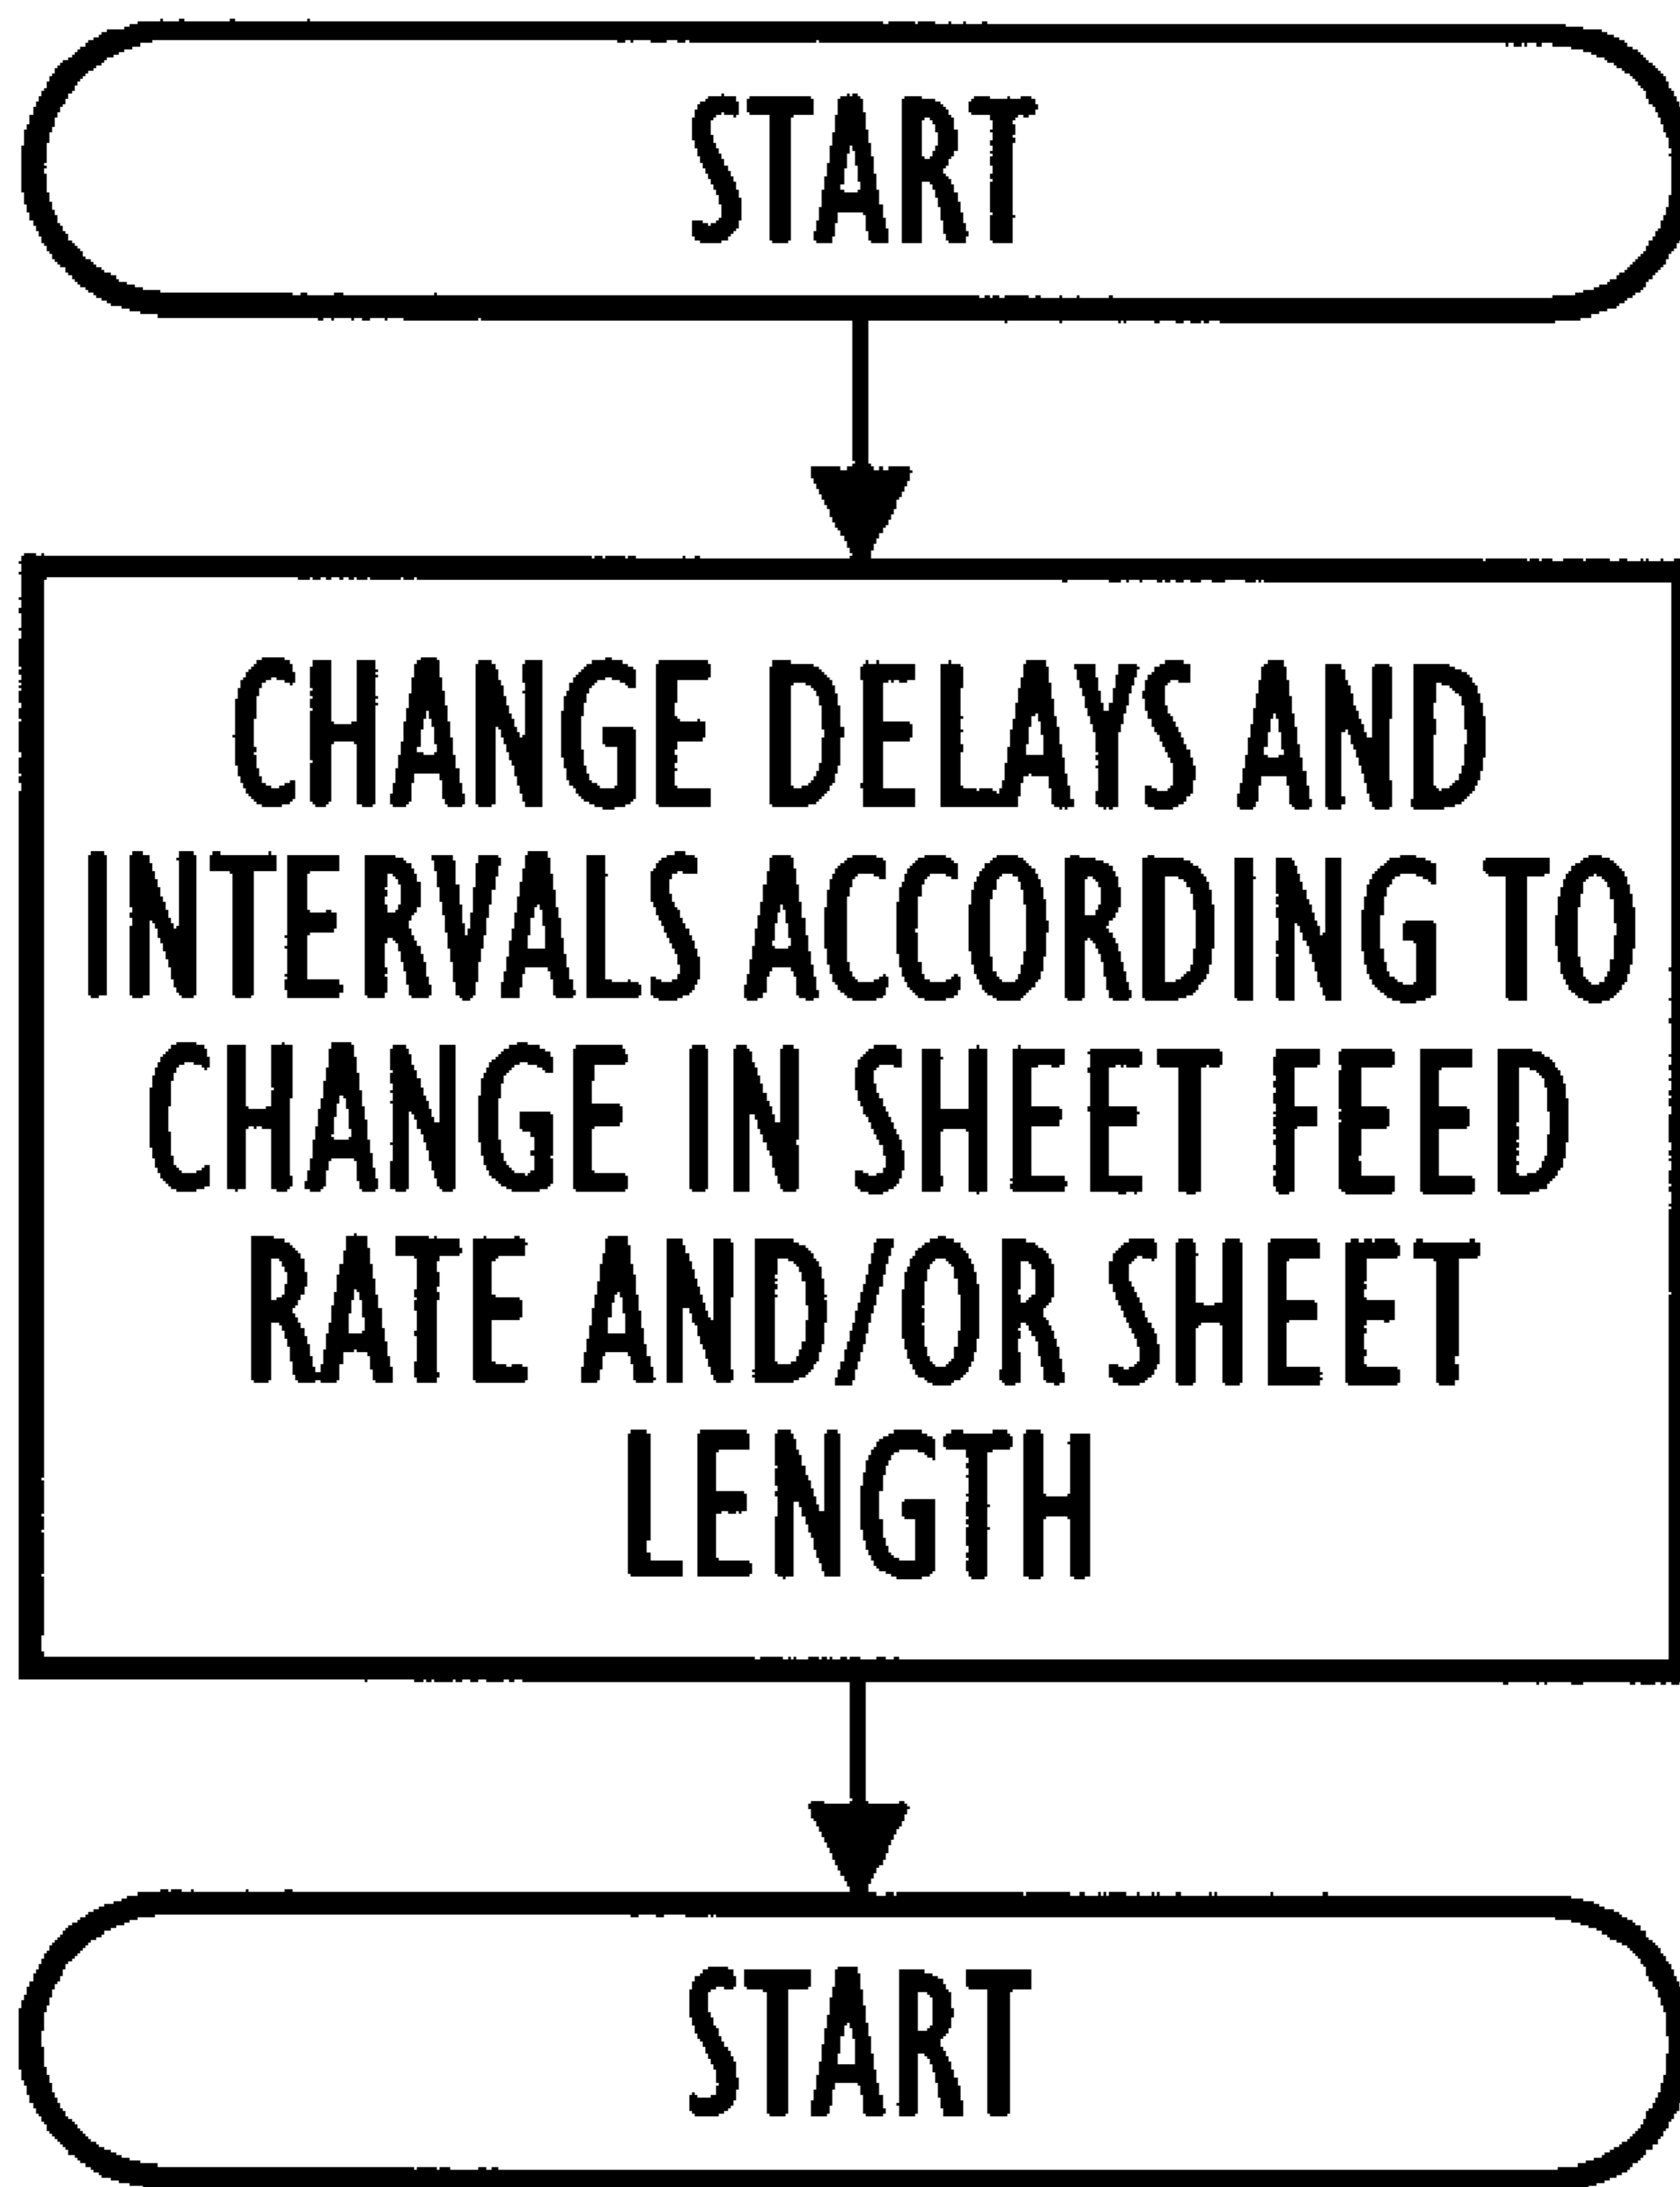 START
CHANGE DELAYS AND
INTERVALS ACCORDING TO
CHANGE IN SHEET FEED
RATE AND/OR SHEET
LENGTH
START